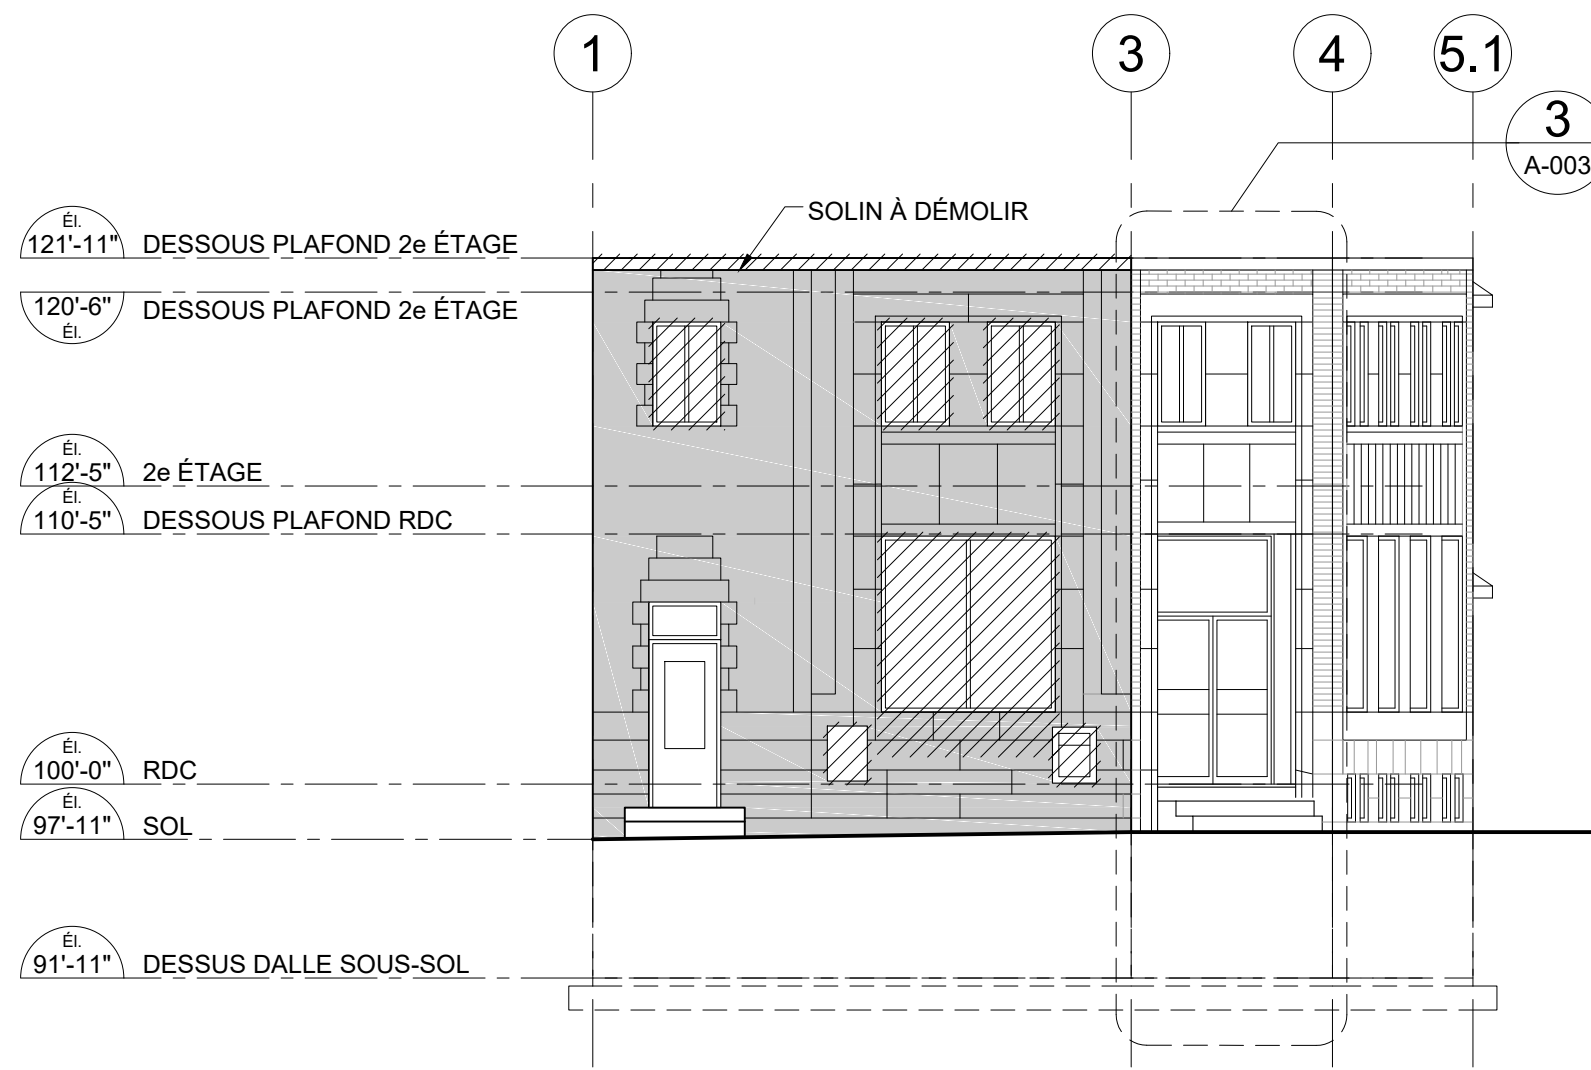 1
3
4
5.1
3
A-003
SOLIN À DÉMOLIR
Él.
121'-11" DESSOUS PLAFOND 2e ÉTAGE
120'-6" DESSOUS PLAFOND 2e ÉTAGE
Él.
Él.
112'-5" 2e ÉTAGE
Él.
110'-5" DESSOUS PLAFOND RDC
Él.
100'-0" RDC
Él.
97'-11" SOL
Él.
91'-11" DESSUS DALLE SOUS-SOL